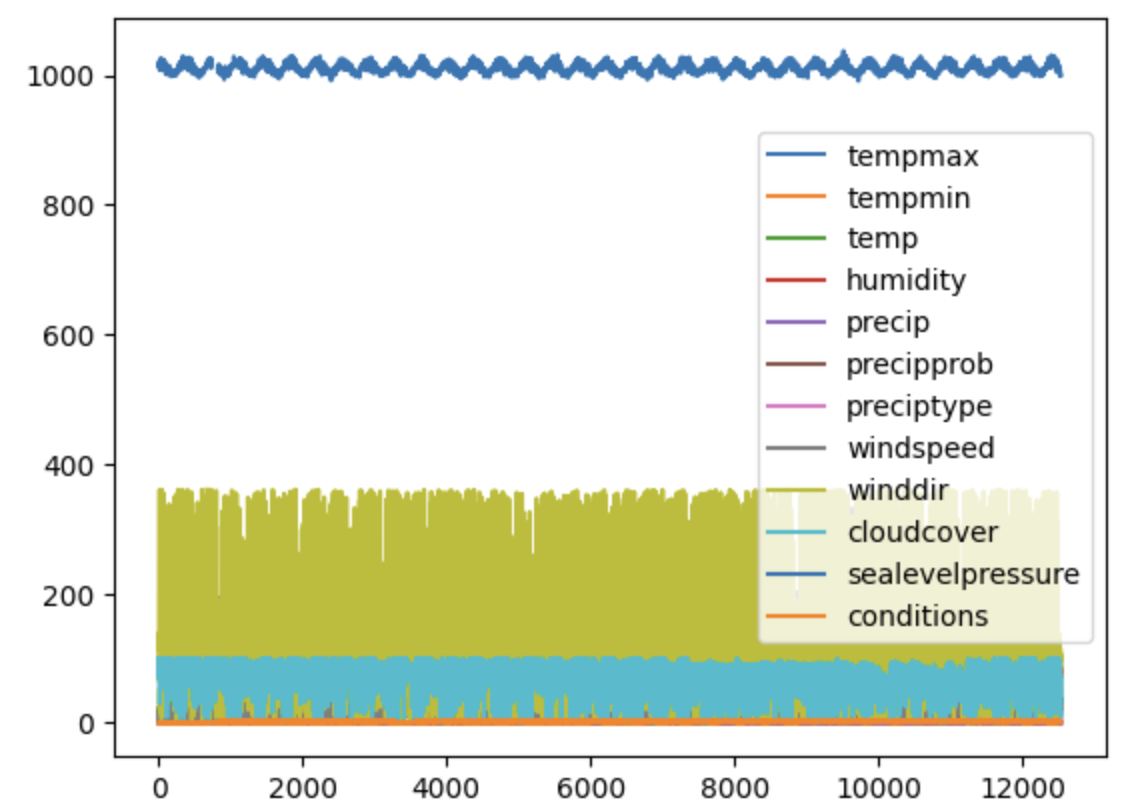 1000
800
600
400
200
0
tempmax
tempmin
temp
humidity
precip
precipprob
preciptype
windspeed
winddir
cloudcover
sealevelpressure
conditions
0 2000 4000 6000 8000 10000 12000